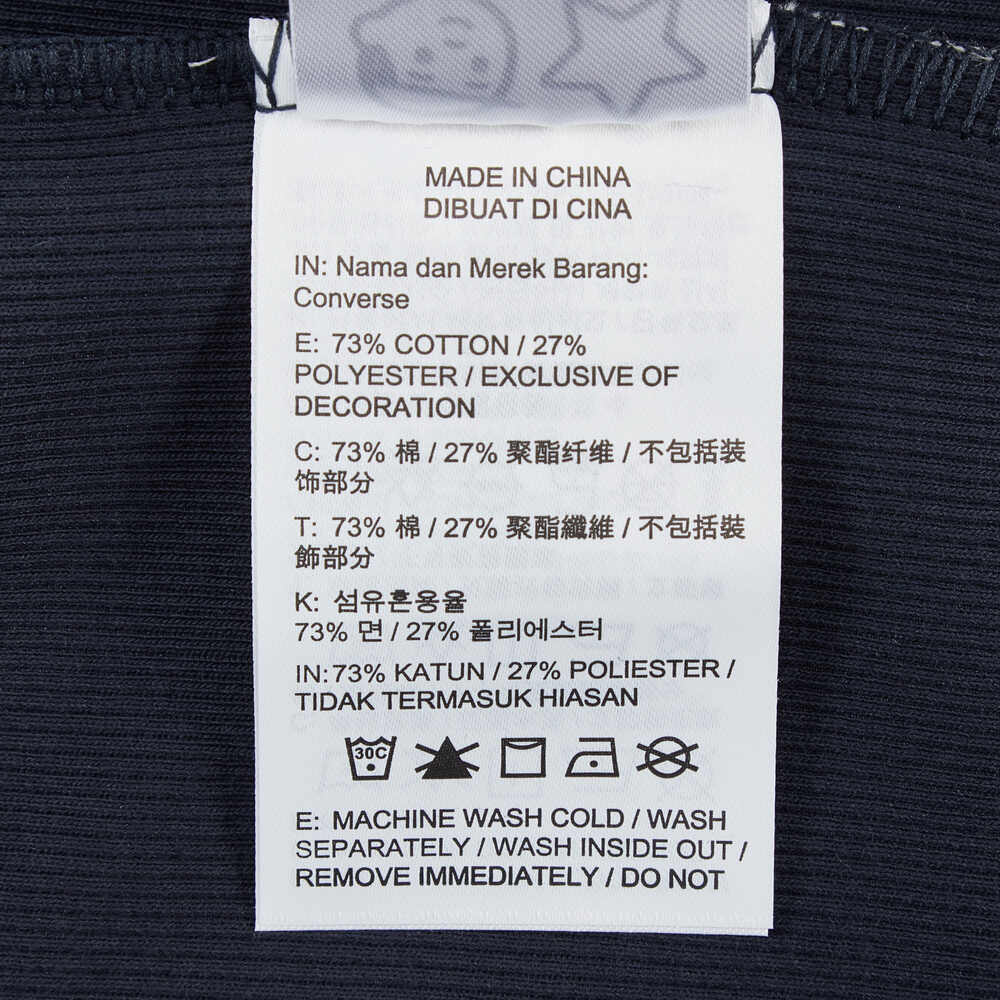 MADE IN CHINA
DIBUAT DI CINA
IN: Nama dan Merek Barang:
Converse
E: 73% COTTON / 27%
POLYESTER / EXCLUSIVE OF
DECORATION
C: 73% 棉 / 27% 聚酯纤维 / 不包括装
饰部分
T: 73% 棉 / 27% 聚酯纖維 / 不包括裝
飾部分
K: 섬유혼용율
73% 면 / 27% 폴리에스터
IN: 73% KATUN / 27% POLIESTER /
TIDAK TERMASUK HIASAN
30C
E: MACHINE WASH COLD / WASH
SEPARATELY / WASH INSIDE OUT /
REMOVE IMMEDIATELY / DO NOT